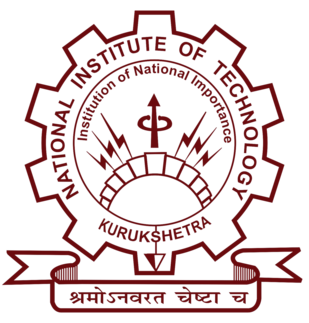 NATIONAL INSTITUTE OF TECHNOLOGY
Institution of National Importance
KURUKSHETRA
श्रमोऽनवरत चेष्टा च